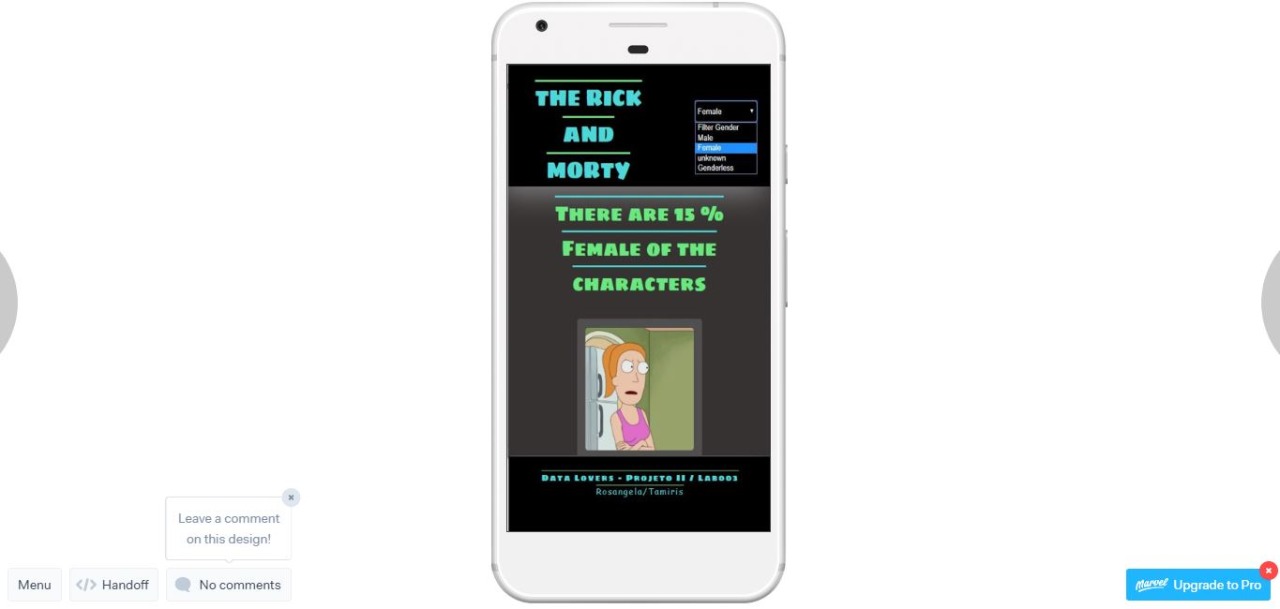 THE RICK
AND
MORTY
Female
Filter Gender
Male
Female
unknown
Genderless
THERE ARE 15 %
FEMALE OF THE
CHARACTERS
DATA LOVERS - PROJETO II / LAB003
Rosangela/Tamiris
Leave a comment
on this design!
Menu
</> Handoff
No comments
Marvel Upgrade to Pro